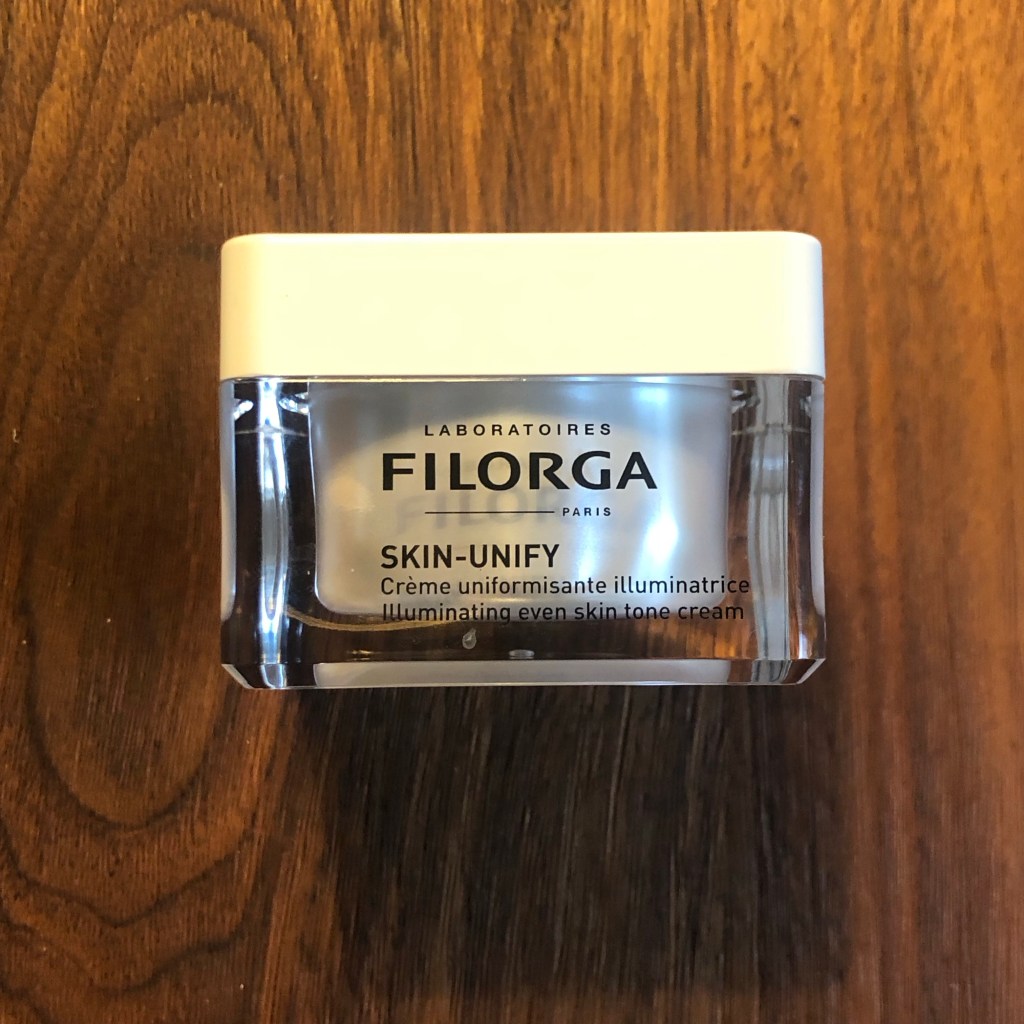 LABORATOIRES
FILORGA
PARIS
SKIN-UNIFY
Crème uniformisante illuminatrice
Illuminating even skin tone cream